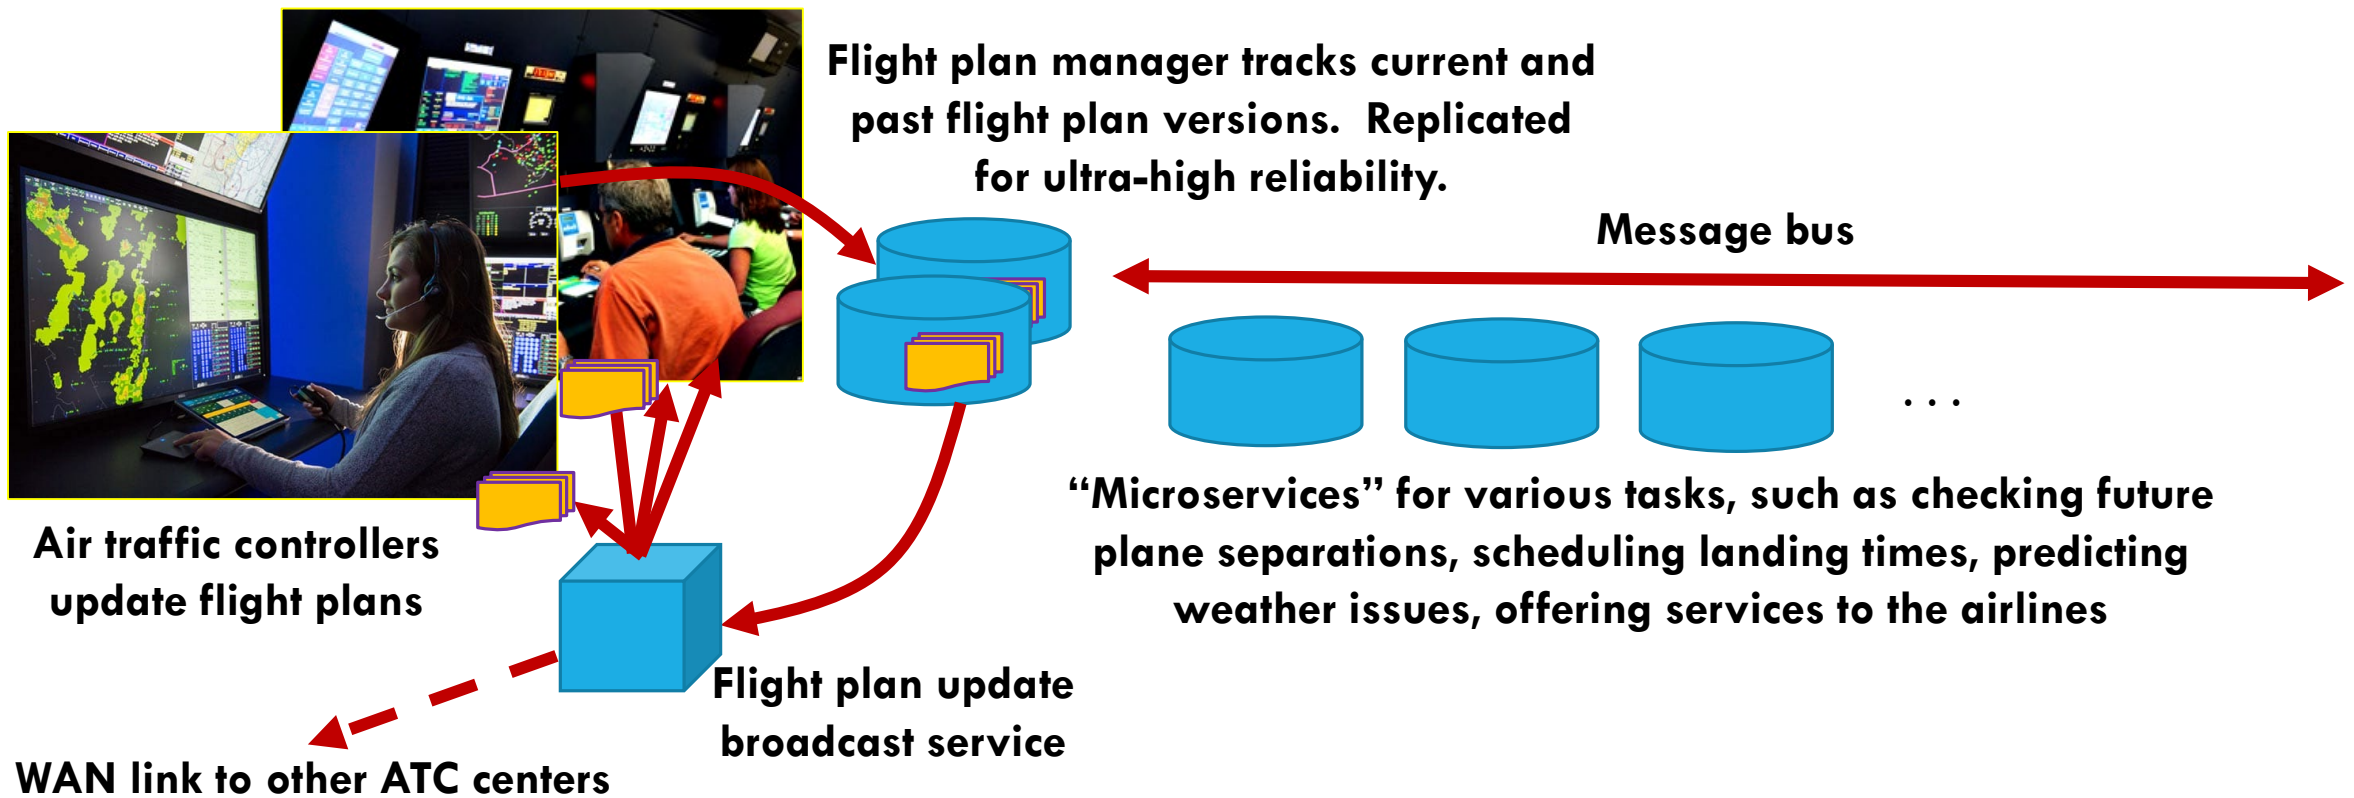 Flight plan manager tracks current and
past flight plan versions.  Replicated
for ultra-high reliability.
Message bus
“Microservices” for various tasks, such as checking future
plane separations, scheduling landing times, predicting
weather issues, offering services to the airlines
. . .
Air traffic controllers
update flight plans
Flight plan update
broadcast service
WAN link to other ATC centers